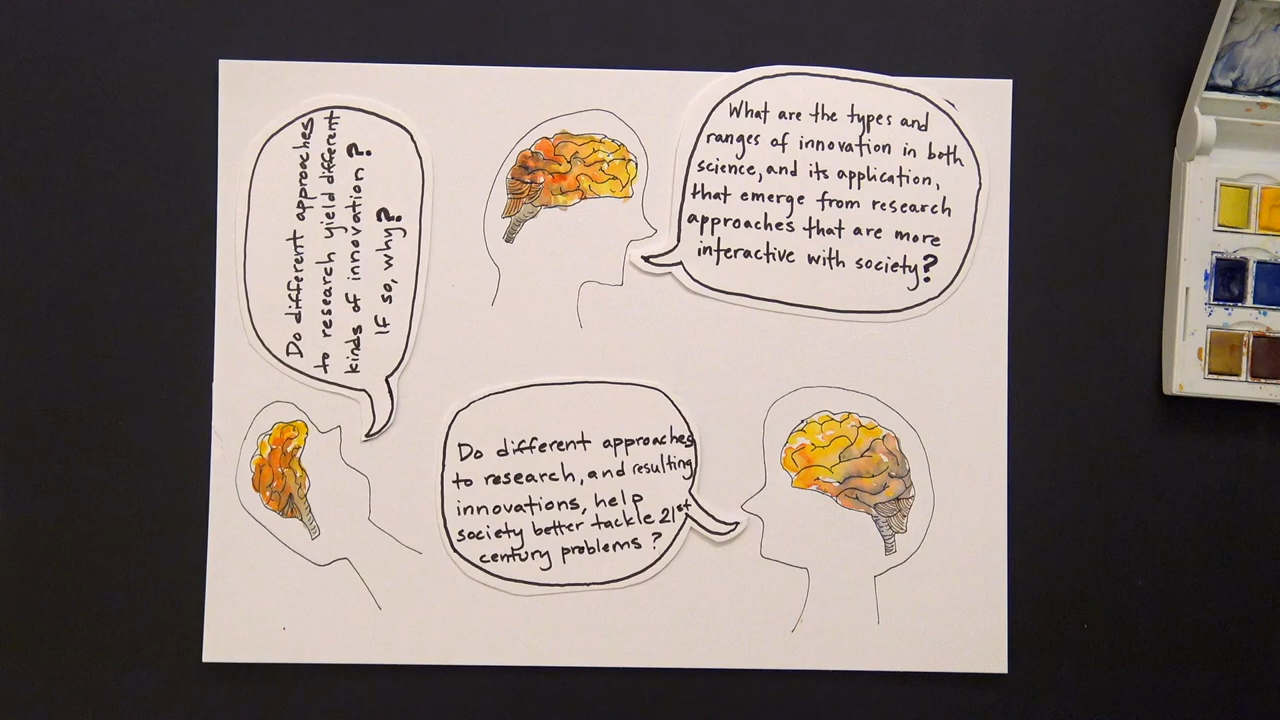 Do different approaches
to research yield different
kinds of innovation?
If so, why?
What are the types and
ranges of innovation in both
science, and its application,
that emerge from research
approaches that are more
interactive with society?
Do different approaches
to research, and resulting
innovations, help
society better tackle 21st
century problems?